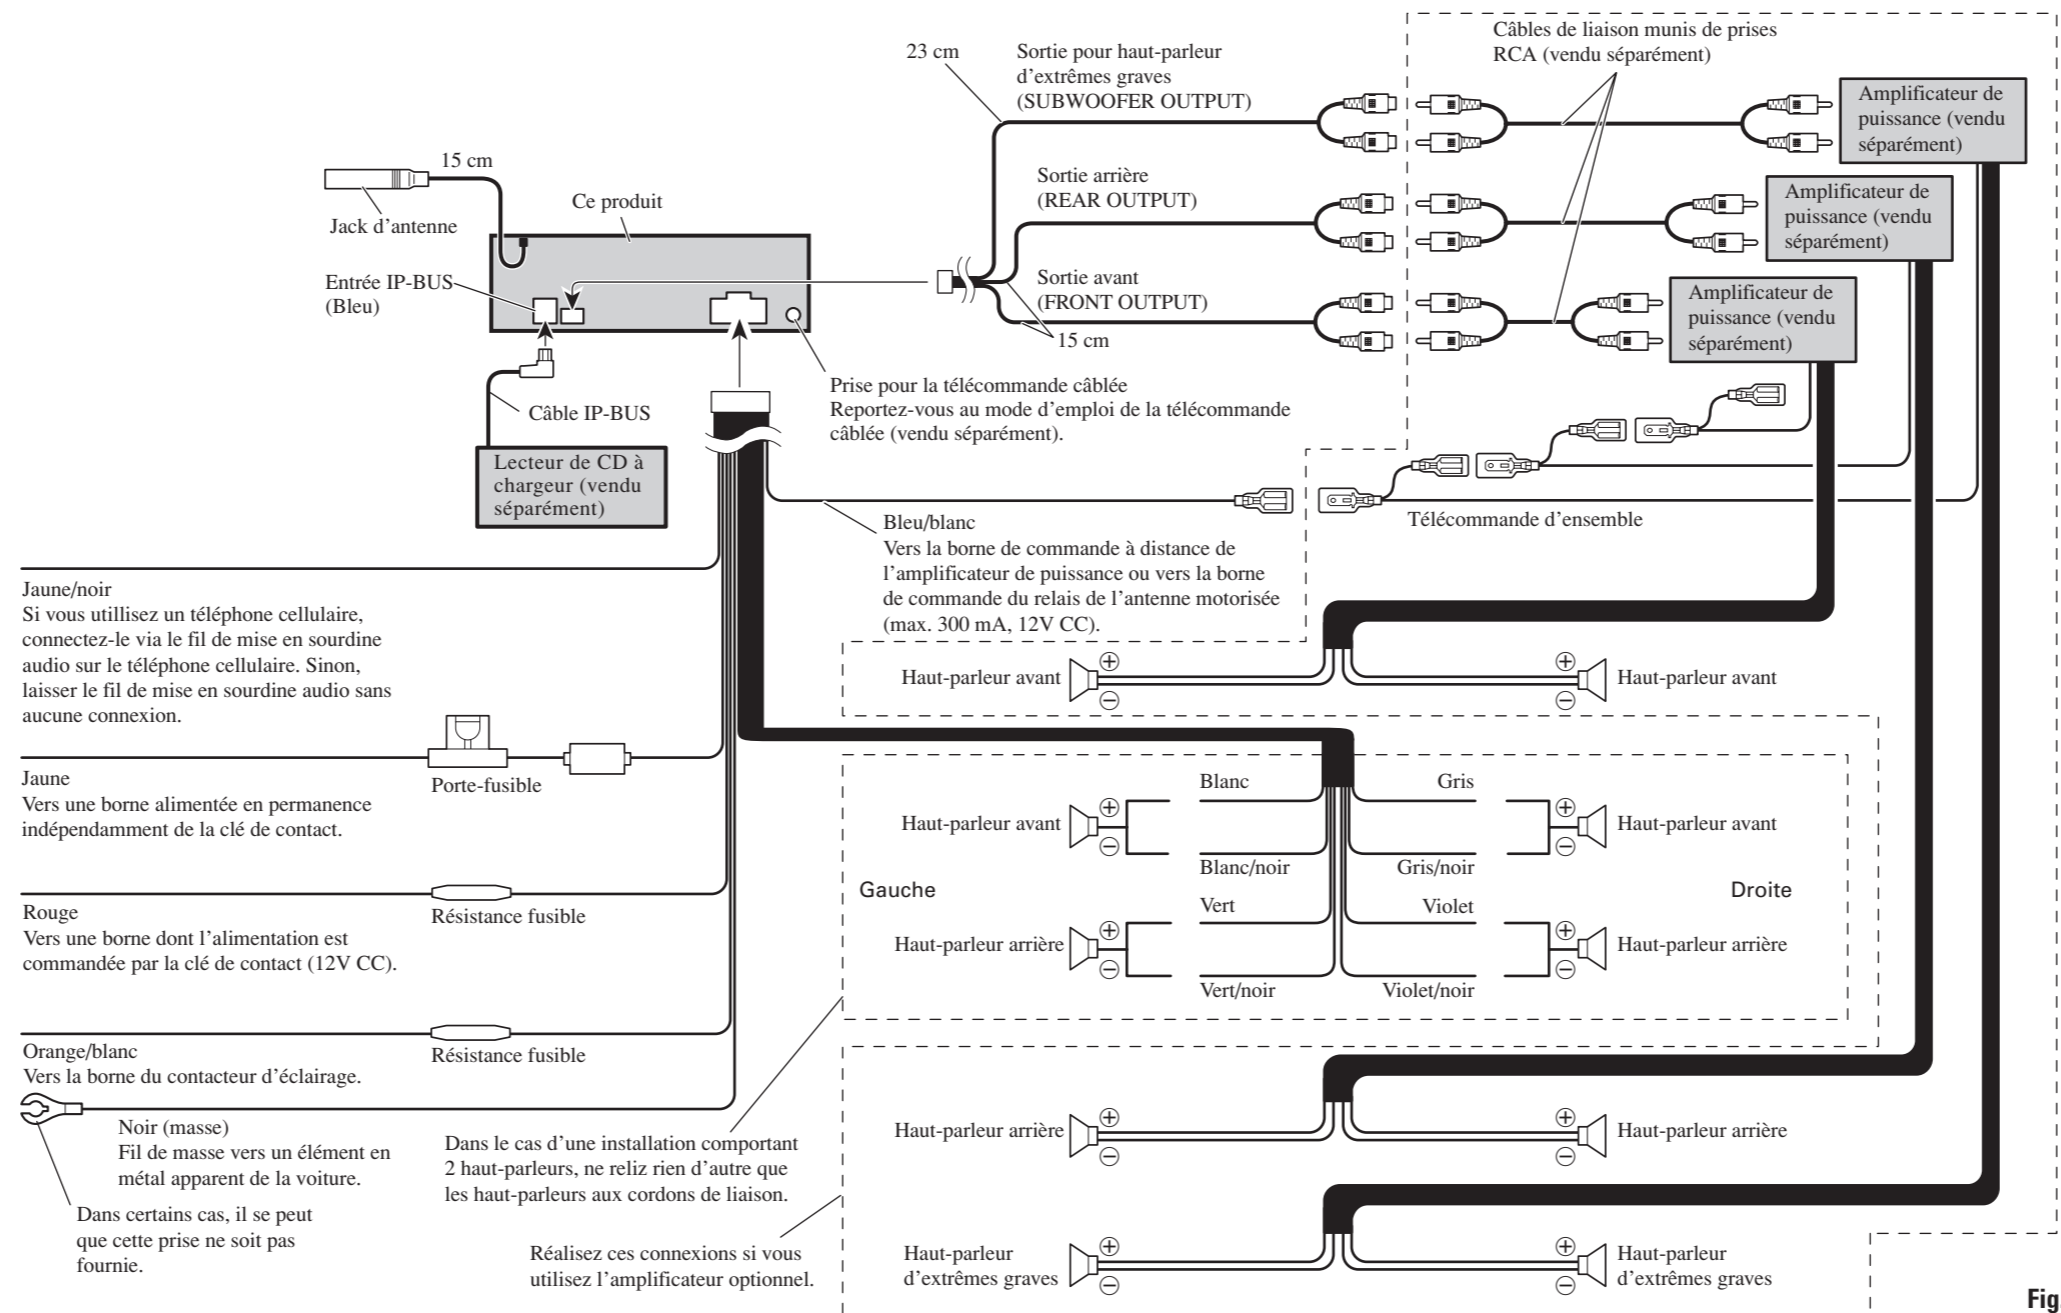 Câbles de liaison munis de prises
RCA (vendu séparément)
23 cm
Sortie pour haut-parleur
d'extrêmes graves
(SUBWOOFER OUTPUT)
Amplificateur de
puissance (vendu
séparément)
15 cm
Jack d'antenne
Ce produit
Sortie arrière
(REAR OUTPUT)
Amplificateur de
puissance (vendu
séparément)
Entrée IP-BUS
(Bleu)
Sortie avant
(FRONT OUTPUT)
15 cm
Amplificateur de
puissance (vendu
séparément)
Câble IP-BUS
Prise pour la télécommande câblée
Reportez-vous au mode d'emploi de la télécommande
câblée (vendu séparément).
Lecteur de CD à
chargeur (vendu
séparément)
Bleu/blanc
Vers la borne de commande à distance de
l'amplificateur de puissance ou vers la borne
de commande du relais de l'antenne motorisée
(max. 300 mA, 12V CC).
Télécommande d'ensemble
Jaune/noir
Si vous utillisez un téléphone cellulaire,
connectez-le via le fil de mise en sourdine
audio sur le téléphone cellulaire. Sinon,
laisser le fil de mise en sourdine audio sans
aucune connexion.
Haut-parleur avant
⊕
⊖
⊕
⊖
Haut-parleur avant
Jaune
Vers une borne alimentée en permanence
indépendamment de la clé de contact.
Porte-fusible
Blanc
Gris
Haut-parleur avant
⊕
⊖
⊕
⊖
Haut-parleur avant
Blanc/noir
Gris/noir
Gauche
Droite
Rouge
Vers une borne dont l'alimentation est
commandée par la clé de contact (12V CC).
Résistance fusible
Vert
Violet
Haut-parleur arrière
⊕
⊖
⊕
⊖
Haut-parleur arrière
Vert/noir
Violet/noir
Orange/blanc
Vers la borne du contacteur d'éclairage.
Résistance fusible
Noir (masse)
Fil de masse vers un élément en
métal apparent de la voiture.
Dans certains cas, il se peut
que cette prise ne soit pas
fournie.
Dans le cas d'une installation comportant
2 haut-parleurs, ne reliz rien d'autre que
les haut-parleurs aux cordons de liaison.
Haut-parleur arrière
⊕
⊖
⊕
⊖
Haut-parleur arrière
Réalisez ces connexions si vous
utilisez l'amplificateur optionnel.
Haut-parleur
d'extrêmes graves
⊕
⊖
⊕
⊖
Haut-parleur
d'extrêmes graves
Fig